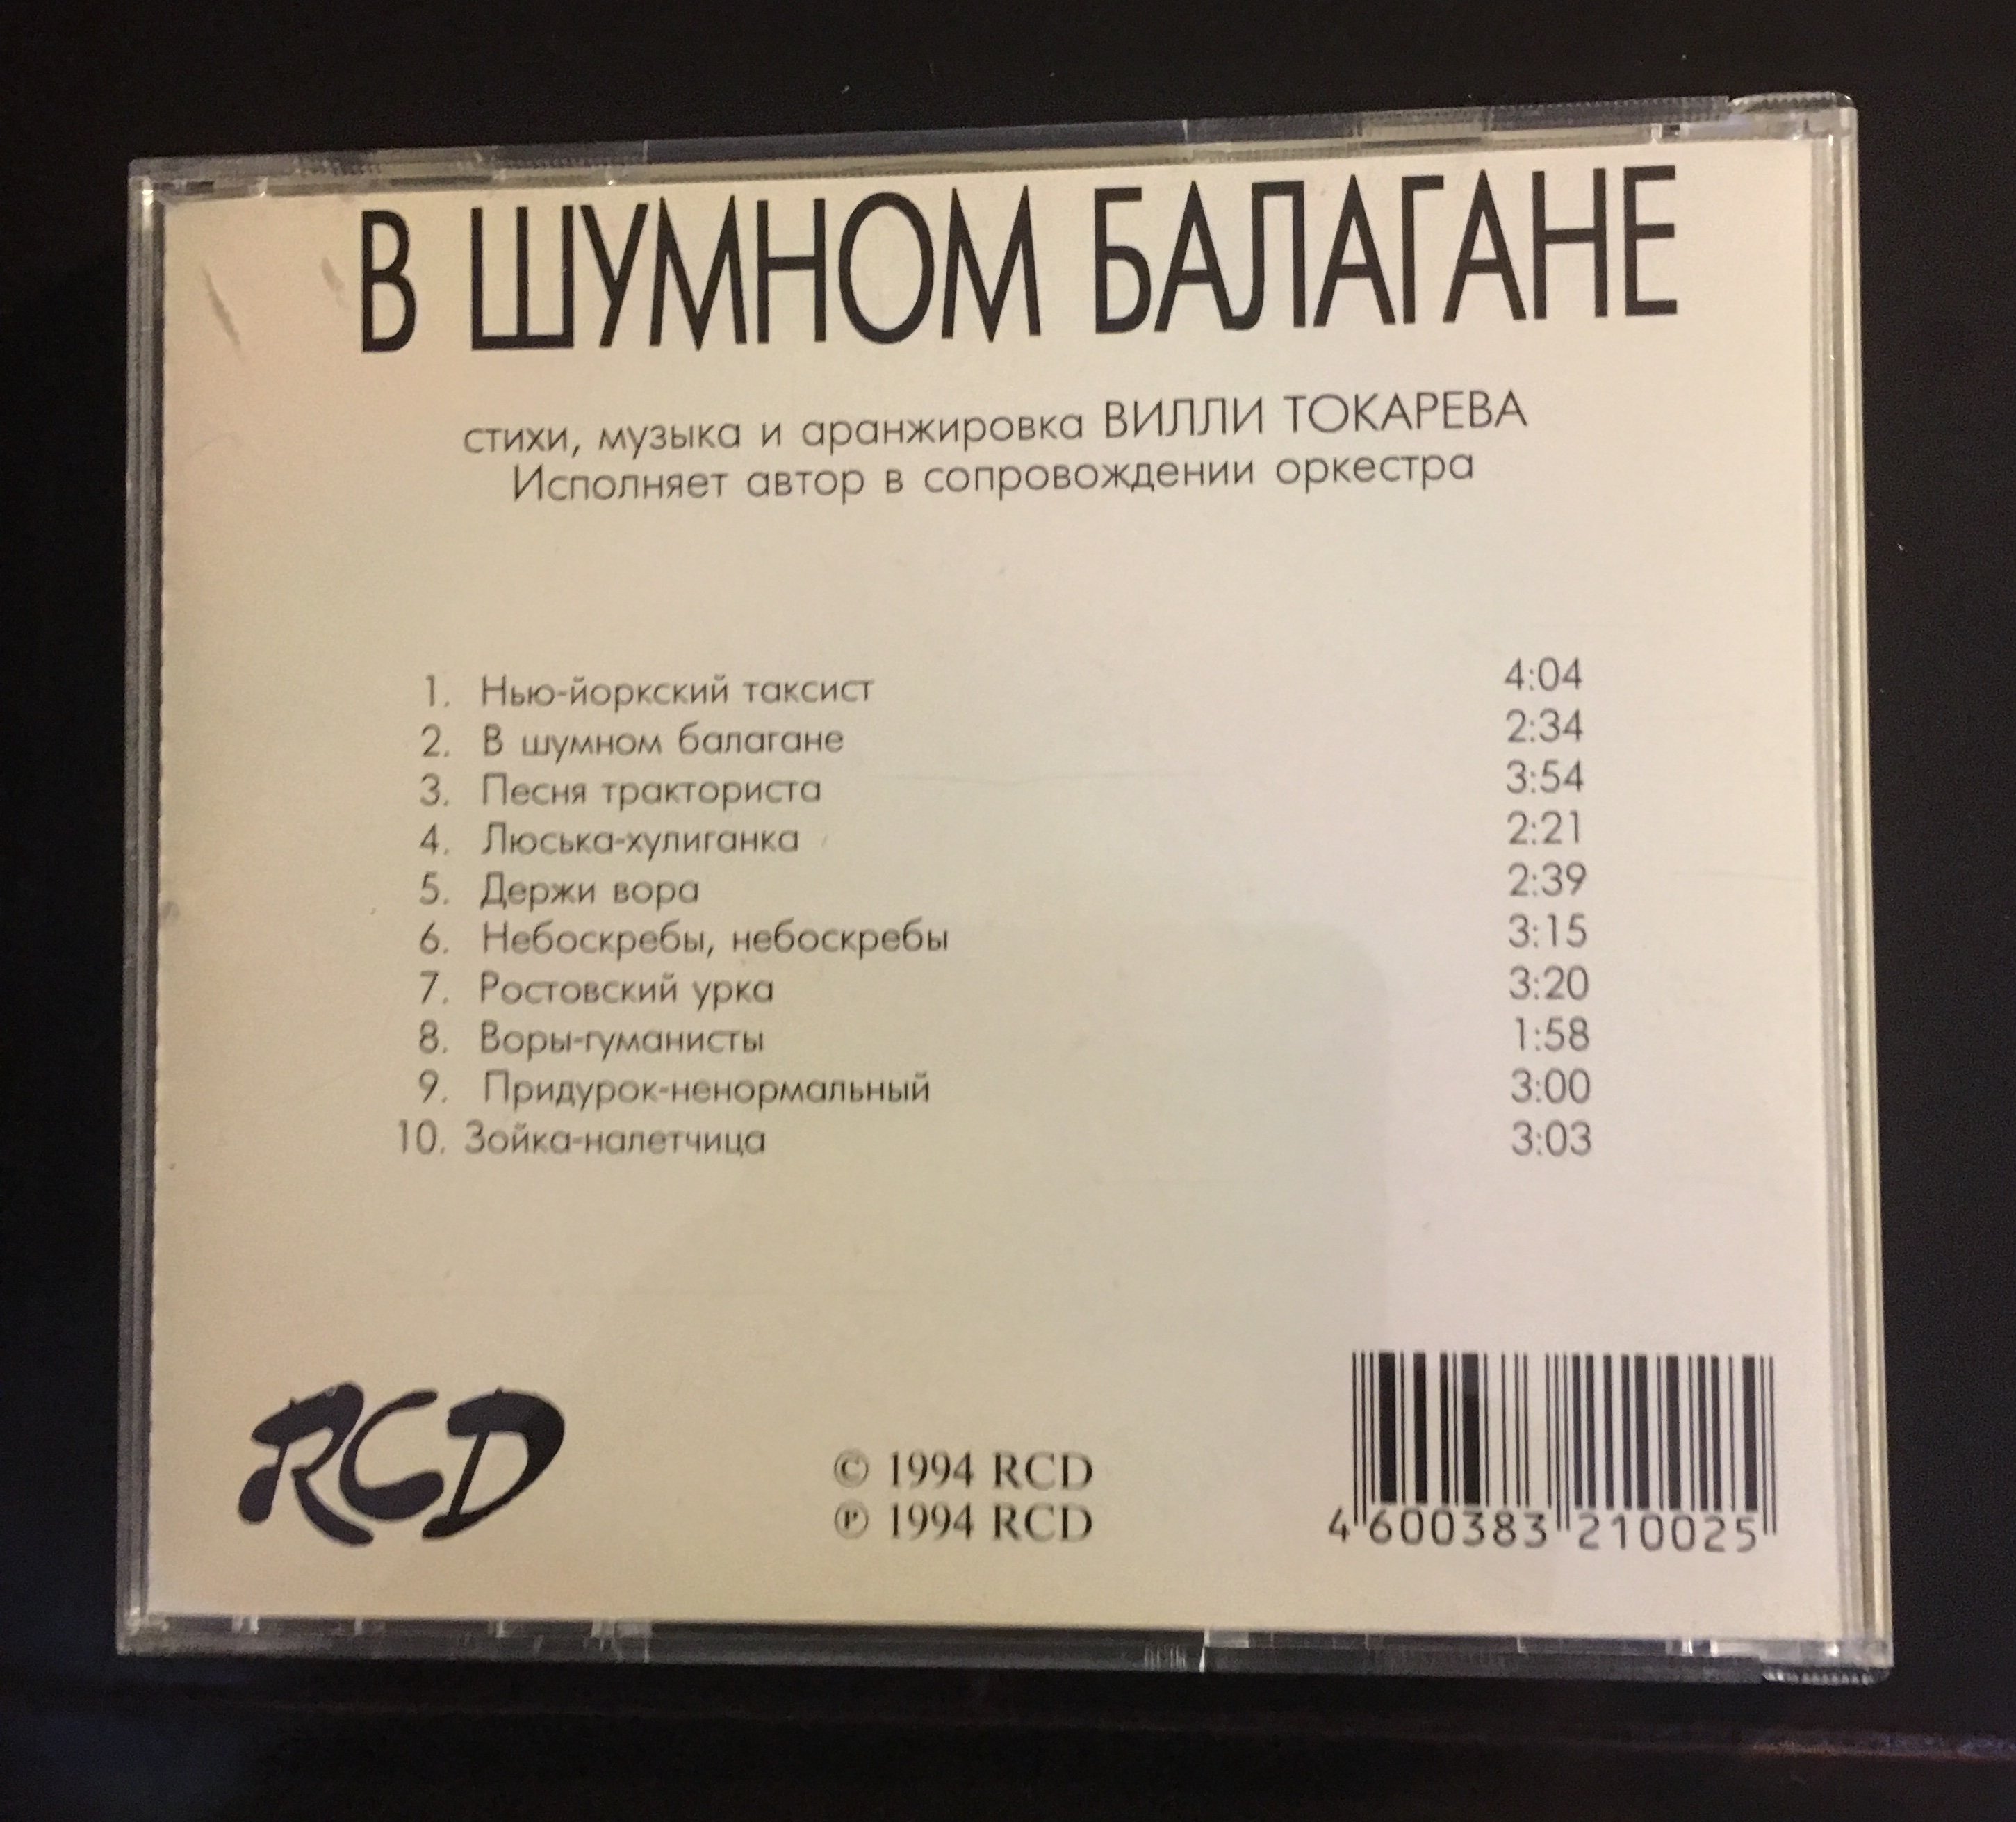 В ШУМНОМ БАЛАГАНЕ
стихи, музыка и аранжировка ВИЛЛИ ТОКАРЕВА
Исполняет автор в сопровождении оркестра
1. Нью-йоркский таксист 4:04
2. В шумном балагане 2:34
3. Песня тракториста 3:54
4. Люська-хулиганка 2:21
5. Держи вора 2:39
6. Небоскребы, небоскребы 3:15
7. Ростовский урка 3:20
8. Воры-гуманисты 1:58
9. Придурок-ненормальный 3:00
10. Зойка-налетчица 3:03
RCD
© 1994 RCD
℗ 1994 RCD
4 600383 210025